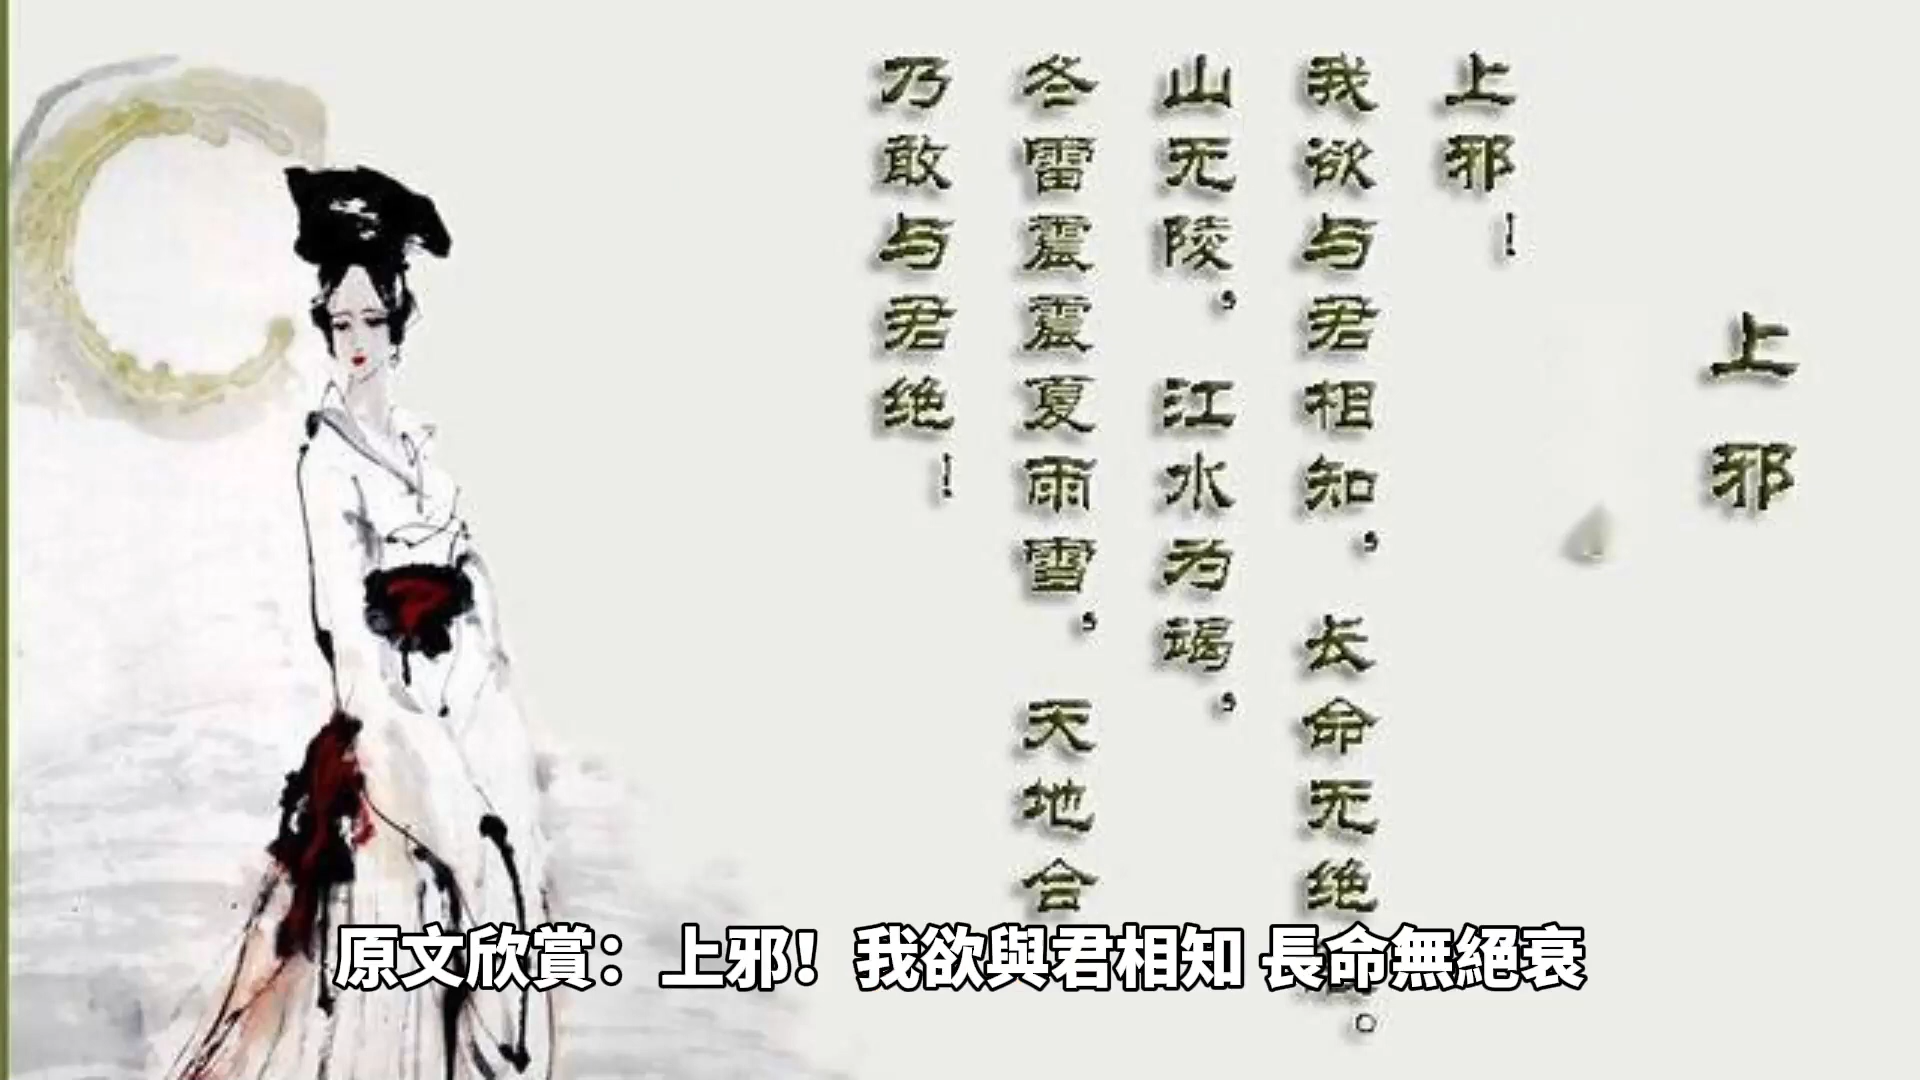 上邪
上邪！
我欲与君相知，长命无绝。
山无陵，江水为竭，
冬雷震震夏雨雪，天地合
乃敢与君绝！
原文欣賞：上邪！我欲與君相知 長命無絕衰